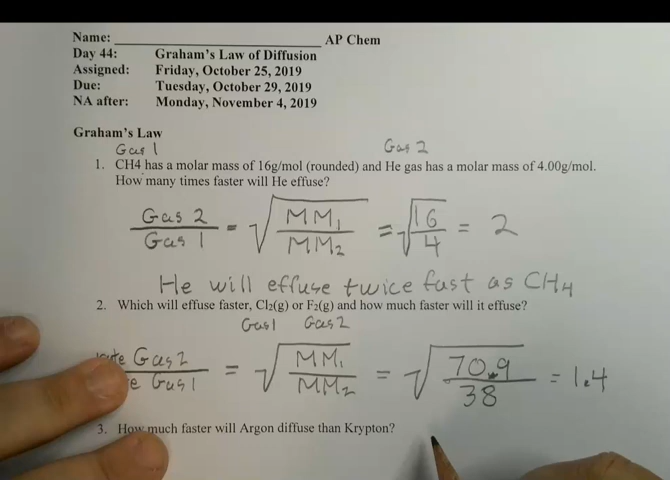 Name: ____________________ AP Chem
Day 44: Graham's Law of Diffusion
Assigned: Friday, October 25, 2019
Due: Tuesday, October 29, 2019
NA after: Monday, November 4, 2019
Graham's Law
Gas 1 Gas 2
1. CH4 has a molar mass of 16g/mol (rounded) and He gas has a molar mass of 4.00g/mol.
How many times faster will He effuse?
Gas 2 / Gas 1 = √(MM₁ / MM₂) = √(16 / 4) = 2
He will effuse twice fast as CH₄
2. Which will effuse faster, Cl₂(g) or F₂(g) and how much faster will it effuse?
Gas1 Gas2
Gas2 / Gas1 = √(MM₁ / MM₂) = √(70.9 / 38) = 1.4
3. How much faster will Argon diffuse than Krypton?